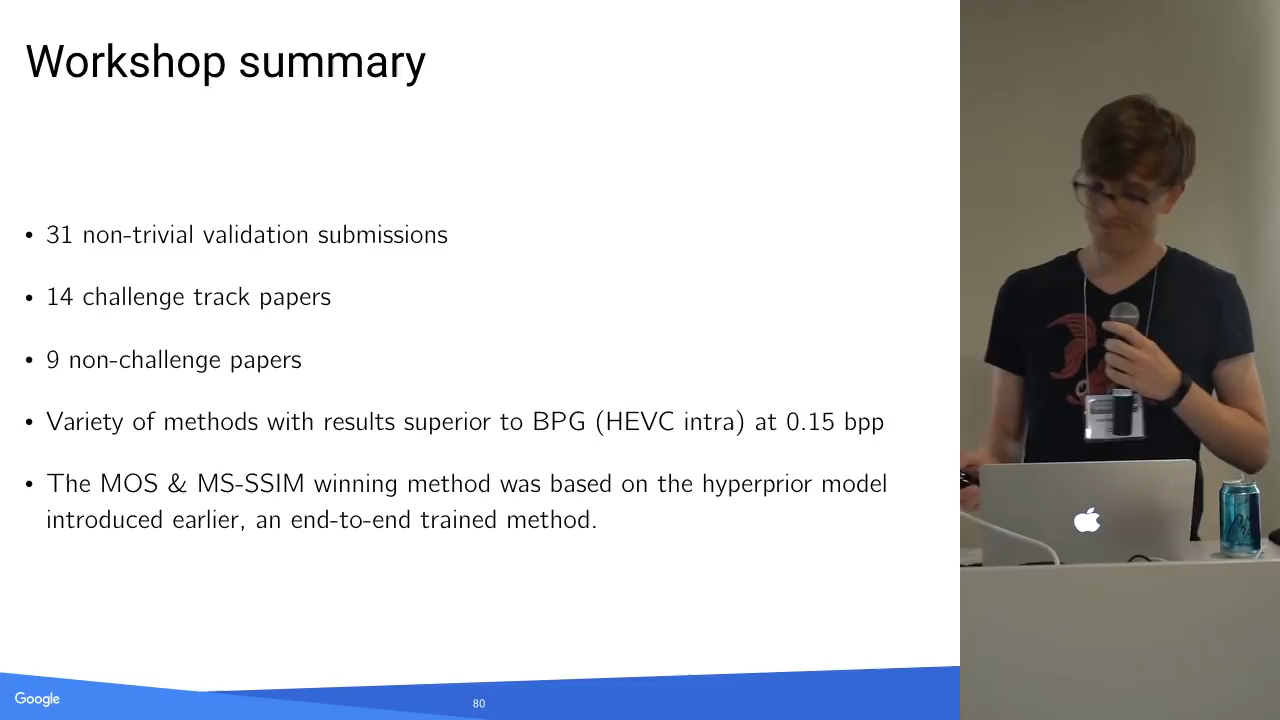 Workshop summary
• 31 non-trivial validation submissions
• 14 challenge track papers
• 9 non-challenge papers
• Variety of methods with results superior to BPG (HEVC intra) at 0.15 bpp
• The MOS & MS-SSIM winning method was based on the hyperprior model
introduced earlier, an end-to-end trained method.
Google
80